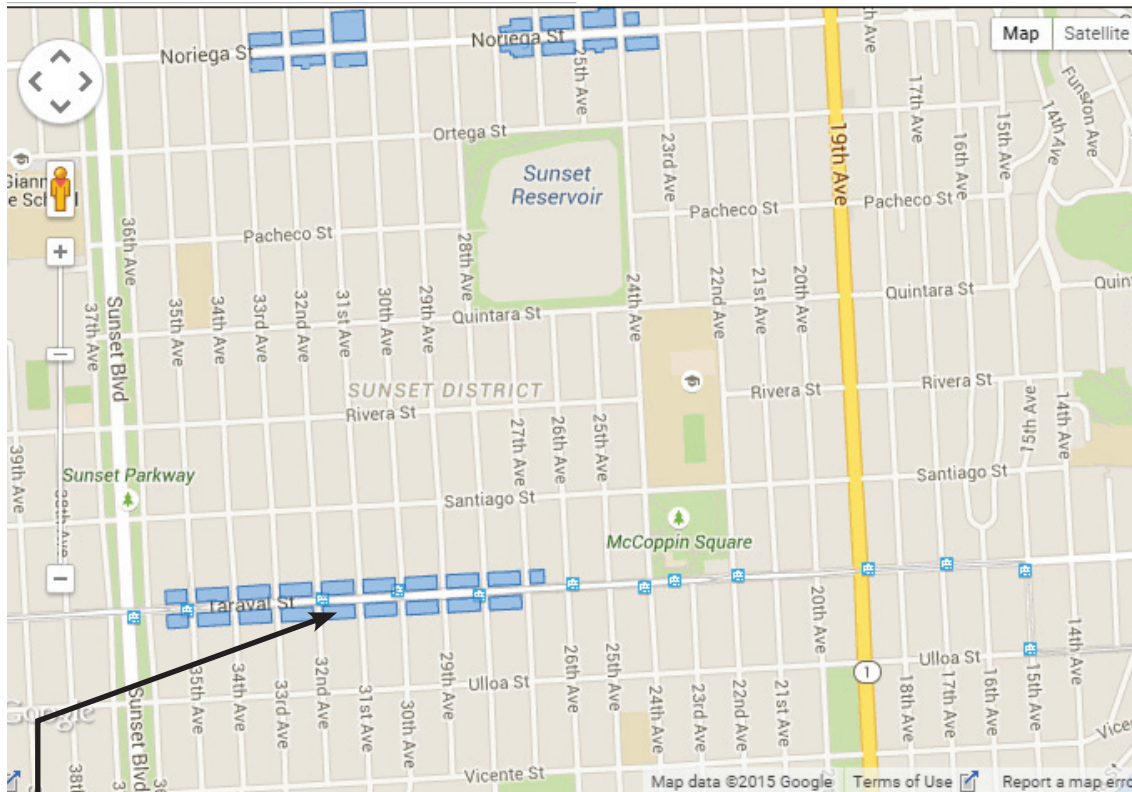 Noriega St
Noriega St
Map
Satellite
25th Ave
17th Ave
15th Ave
14th Ave
Funston Ave
Ortega St
23rd Ave
19th Ave
16th Ave
Sunset
Reservoir
Pacheco St
Pacheco St
Pacheco St
36th Ave
28th Ave
37th Ave
Sunset Blvd
35th Ave
34th Ave
33rd Ave
32nd Ave
31st Ave
30th Ave
29th Ave
24th Ave
22nd Ave
21st Ave
20th Ave
Quintara St
Quintara St
SUNSET DISTRICT
Rivera St
Rivera St
Rivera St
39th Ave
38th Ave
27th Ave
26th Ave
25th Ave
15th Ave
14th Ave
Sunset Parkway
Santiago St
Santiago St
McCoppin Square
Taraval St
20th Ave
35th Ave
34th Ave
33rd Ave
32nd Ave
31st Ave
30th Ave
29th Ave
26th Ave
25th Ave
24th Ave
23rd Ave
22nd Ave
21st Ave
1
18th Ave
17th Ave
16th Ave
15th Ave
14th Ave
Ulloa St
Ulloa St
Google
Sunset Blvd
Vicente St
Map data ©2015 Google
Terms of Use
Report a map